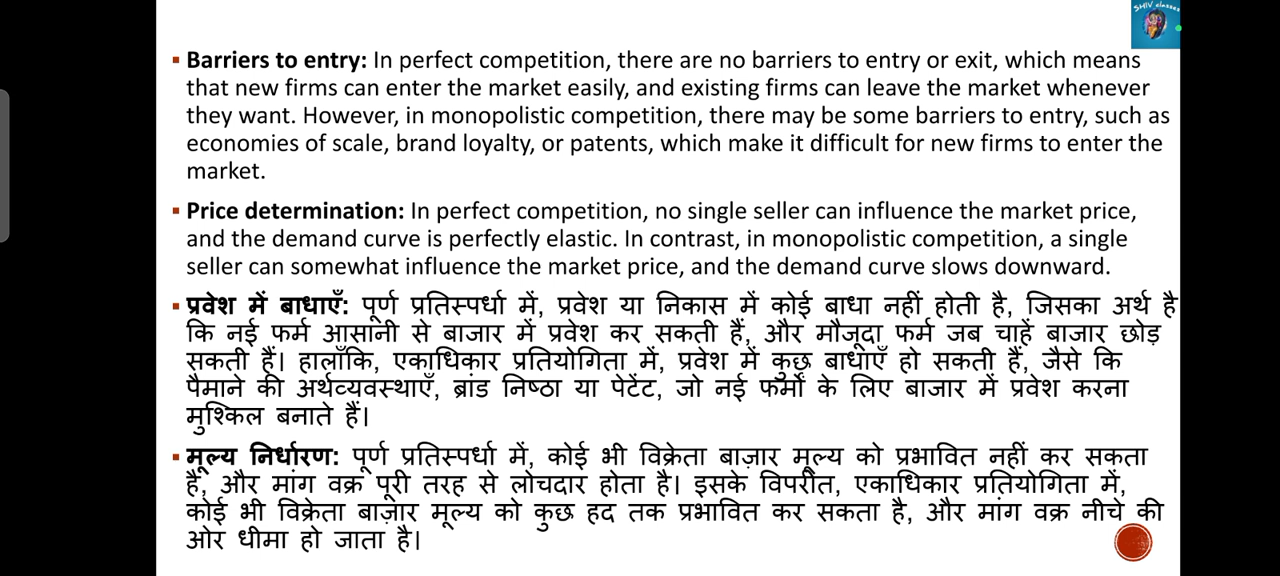 SHIV classes
▪ Barriers to entry: In perfect competition, there are no barriers to entry or exit, which means
that new firms can enter the market easily, and existing firms can leave the market whenever
they want. However, in monopolistic competition, there may be some barriers to entry, such as
economies of scale, brand loyalty, or patents, which make it difficult for new firms to enter the
market.
▪ Price determination: In perfect competition, no single seller can influence the market price,
and the demand curve is perfectly elastic. In contrast, in monopolistic competition, a single
seller can somewhat influence the market price, and the demand curve slows downward.
▪ प्रवेश में बाधाएँ: पूर्ण प्रतिस्पर्धा में, प्रवेश या निकास में कोई बाधा नहीं होती है, जिसका अर्थ है
कि नई फर्म आसानी से बाजार में प्रवेश कर सकती हैं, और मौजूदा फर्म जब चाहें बाजार छोड़
सकती हैं। हालाँकि, एकाधिकार प्रतियोगिता में, प्रवेश में कुछ बाधाएँ हो सकती हैं, जैसे कि
पैमाने की अर्थव्यवस्थाएँ, ब्रांड निष्ठा या पेटेंट, जो नई फर्मों के लिए बाजार में प्रवेश करना
मुश्किल बनाते हैं।
▪ मूल्य निर्धारण: पूर्ण प्रतिस्पर्धा में, कोई भी विक्रेता बाज़ार मूल्य को प्रभावित नहीं कर सकता
है, और मांग वक्र पूरी तरह से लोचदार होता है। इसके विपरीत, एकाधिकार प्रतियोगिता में,
कोई भी विक्रेता बाज़ार मूल्य को कुछ हद तक प्रभावित कर सकता है, और मांग वक्र नीचे की
ओर धीमा हो जाता है।